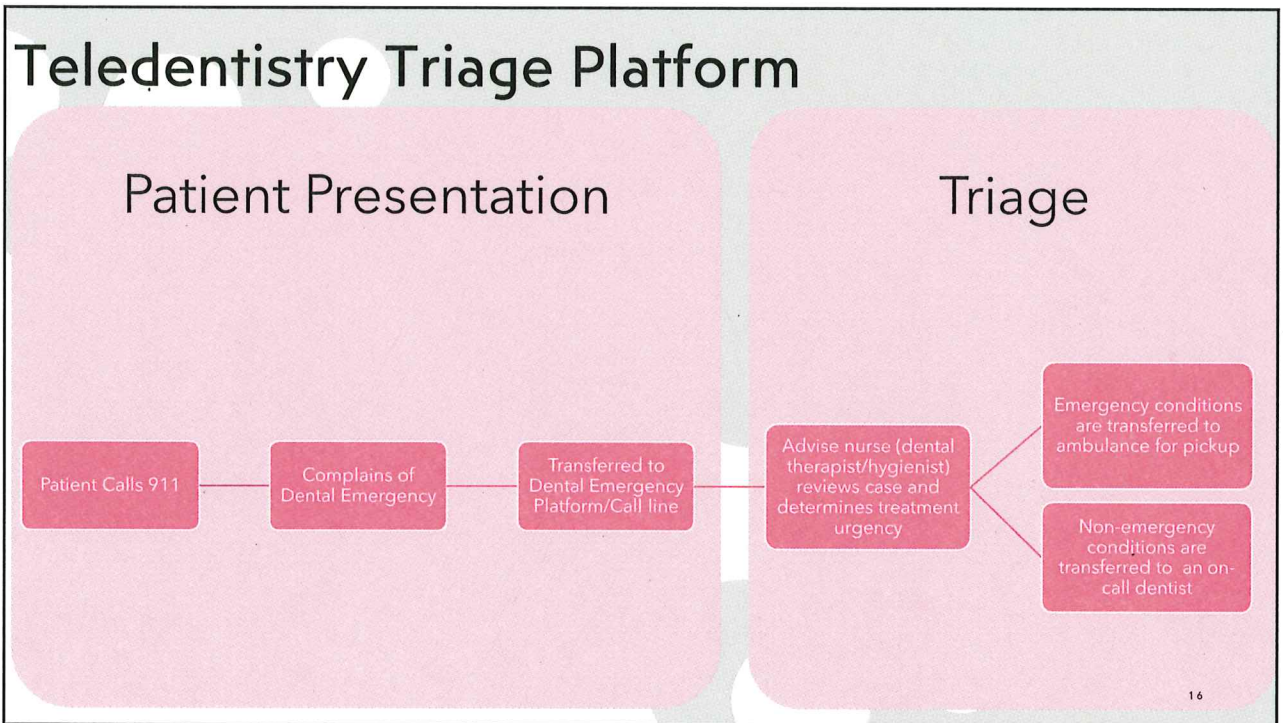 Teledentistry Triage Platform
Patient Presentation
Triage
Patient Calls 911
Complains of
Dental Emergency
Transferred to
Dental Emergency
Platform/Call line
Advise nurse (dental
therapist/hygienist)
reviews case and
determines treatment
urgency
Emergency conditions
are transferred to
ambulance for pickup
Non-emergency
conditions are
transferred to an on-
call dentist
16